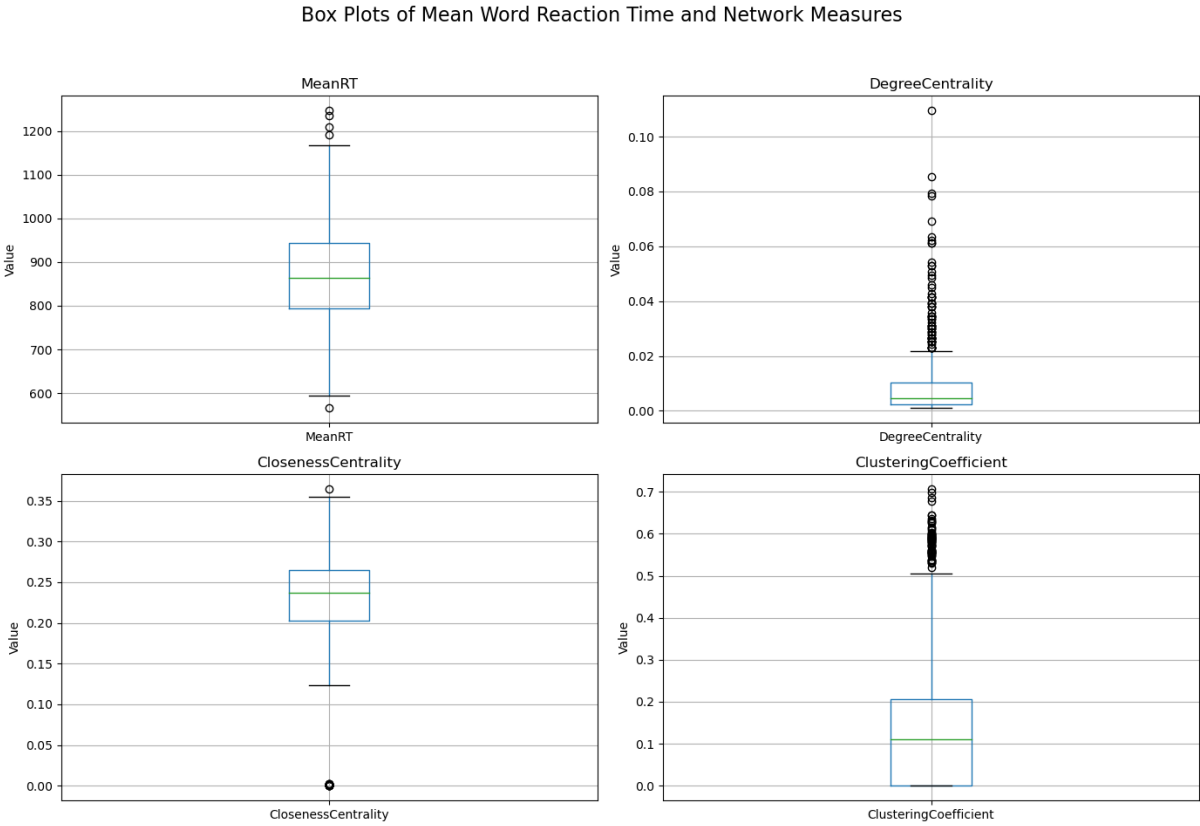 Box Plots of Mean Word Reaction Time and Network Measures
MeanRT
1200
1100
1000
900
800
700
600
Value
MeanRT
DegreeCentrality
0.10
0.08
0.06
0.04
0.02
0.00
Value
DegreeCentrality
ClosenessCentrality
0.35
0.30
0.25
0.20
0.15
0.10
0.05
0.00
Value
ClosenessCentrality
ClusteringCoefficient
0.7
0.6
0.5
0.4
0.3
0.2
0.1
0.0
Value
ClusteringCoefficient